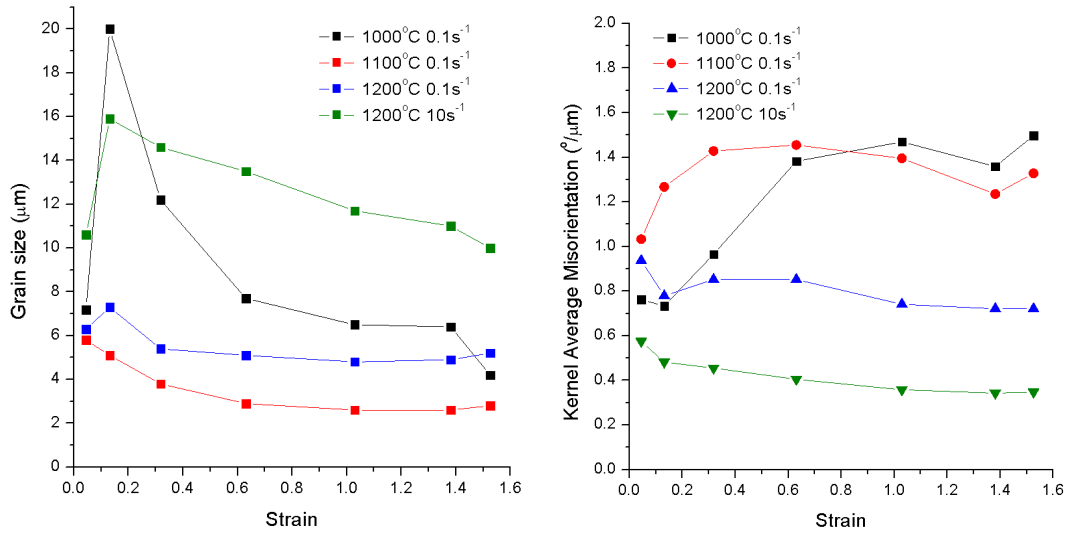 20
18
16
14
12
10
8
6
4
2
0
Grain size (μm)
1000°C 0.1s⁻¹
1100°C 0.1s⁻¹
1200°C 0.1s⁻¹
1200°C 10s⁻¹
0.0 0.2 0.4 0.6 0.8 1.0 1.2 1.4 1.6
Strain
2.0
1.8
1.6
1.4
1.2
1.0
0.8
0.6
0.4
0.2
0.0
Kernel Average Misorientation (⁰/μm)
1000°C 0.1s⁻¹
1100°C 0.1s⁻¹
1200°C 0.1s⁻¹
1200°C 10s⁻¹
0.0 0.2 0.4 0.6 0.8 1.0 1.2 1.4 1.6
Strain